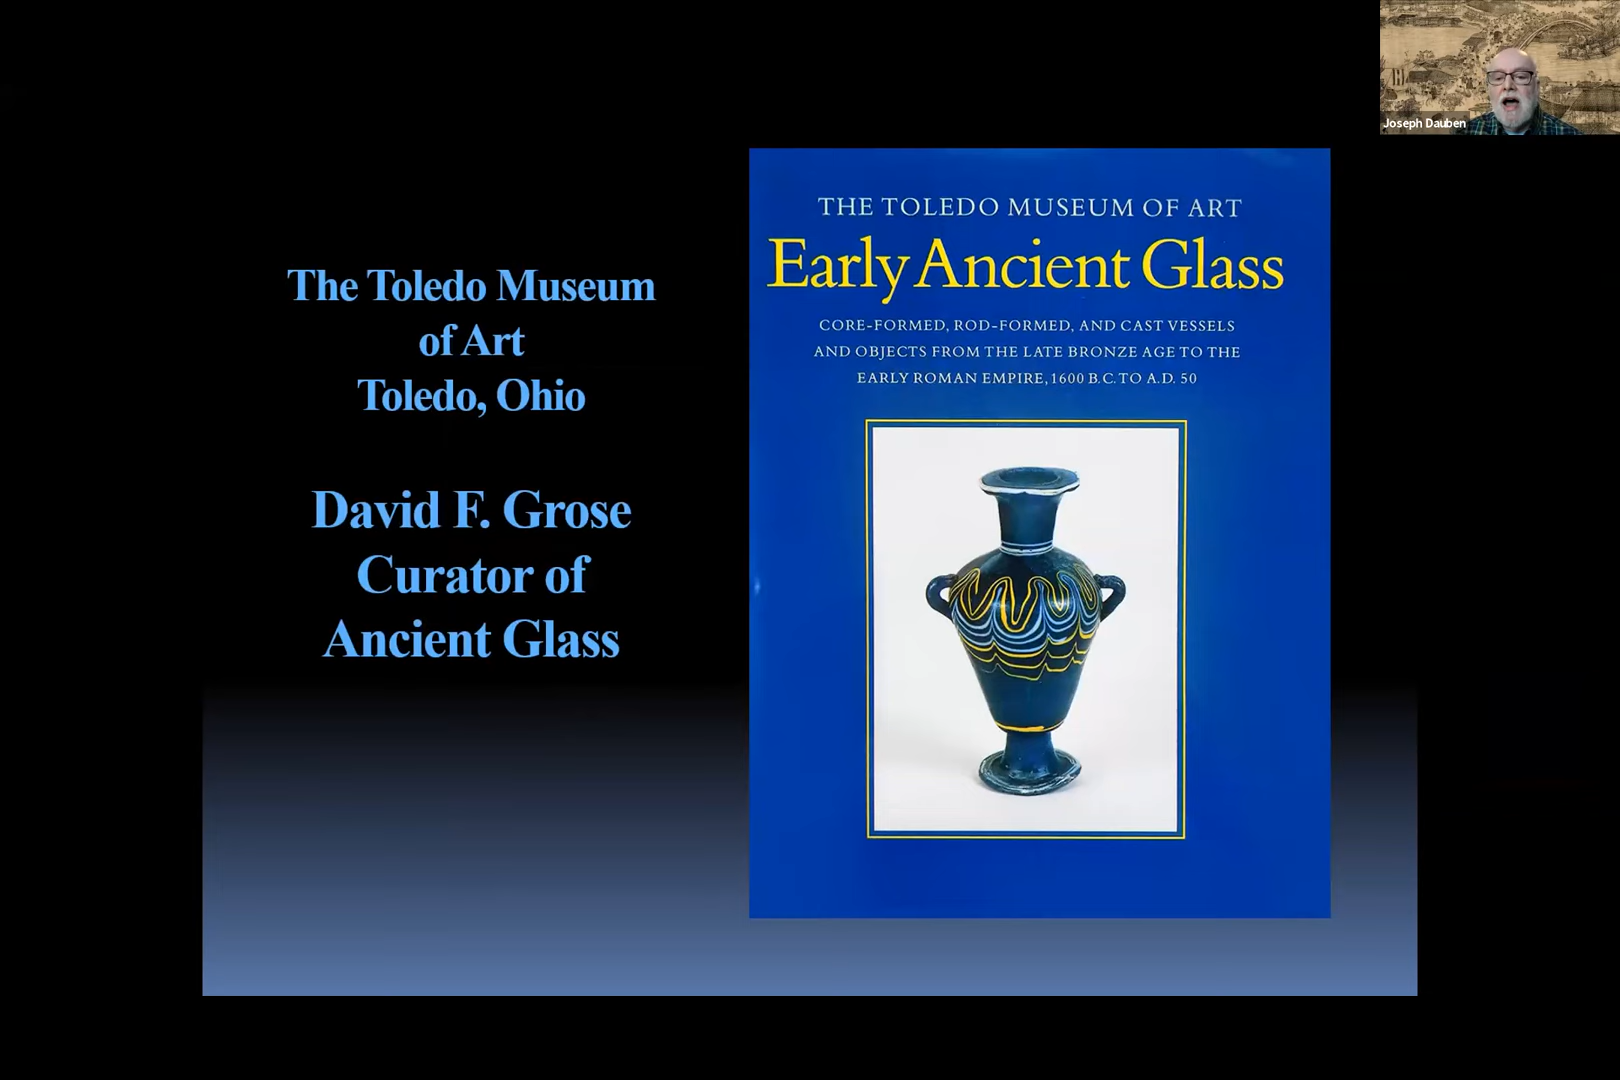 The Toledo Museum
of Art
Toledo, Ohio
David F. Grose
Curator of
Ancient Glass
THE TOLEDO MUSEUM OF ART
Early Ancient Glass
CORE-FORMED, ROD-FORMED, AND CAST VESSELS
AND OBJECTS FROM THE LATE BRONZE AGE TO THE
EARLY ROMAN EMPIRE, 1600 B.C. TO A.D. 50
Joseph Dauben